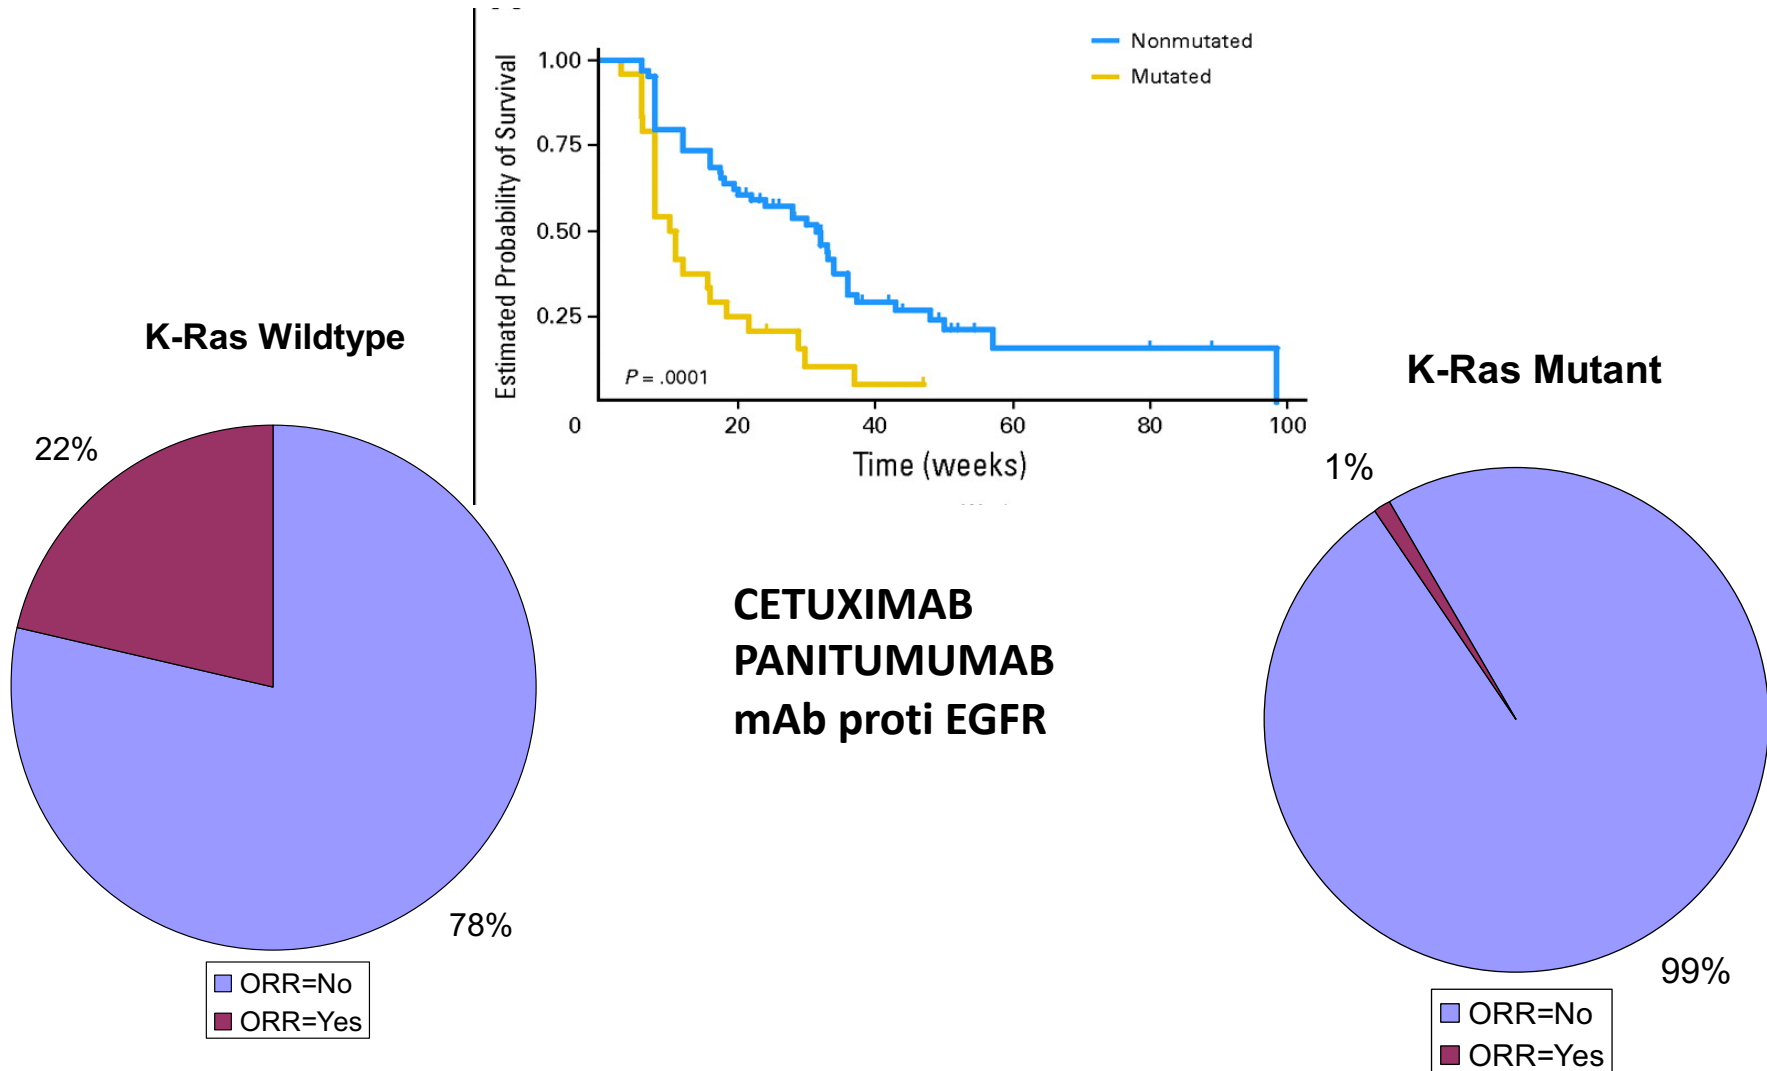 Nonmutated
Mutated
Estimated Probability of Survival
1.00
0.75
0.50
0.25
P = .0001
0
20
40
60
80
100
Time (weeks)
K-Ras Wildtype
22%
78%
ORR=No
ORR=Yes
CETUXIMAB
PANITUMUMAB
mAb proti EGFR
K-Ras Mutant
1%
99%
ORR=No
ORR=Yes